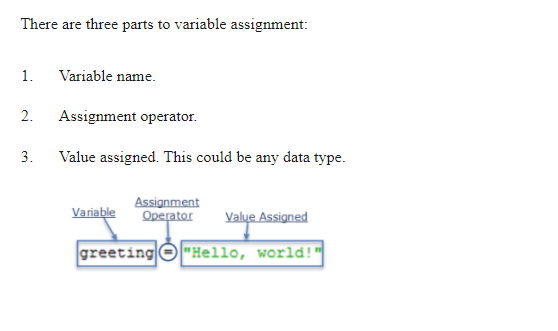 There are three parts to variable assignment:
1. Variable name.
2. Assignment operator.
3. Value assigned. This could be any data type.
Assignment
Variable Operator Value Assigned
greeting = "Hello, world!"